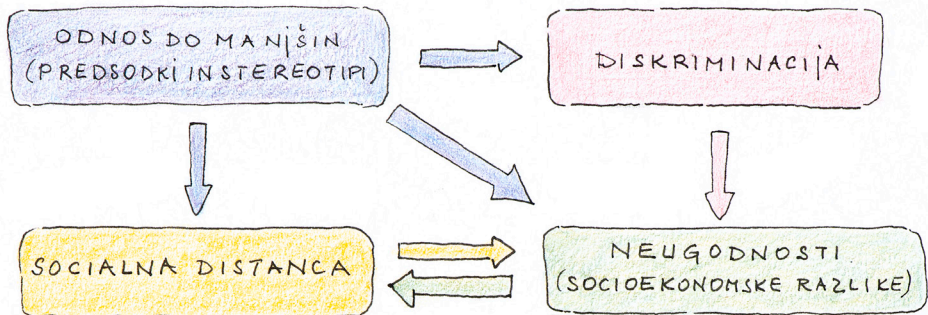 ODNOS DO MANJŠIN
(PREDSODKI IN STEREOTIPI)
DISKRIMINACIJA
SOCIALNA DISTANCA
NEUGODNOSTI
(SOCIOEKONOMSKE RAZLIKE)